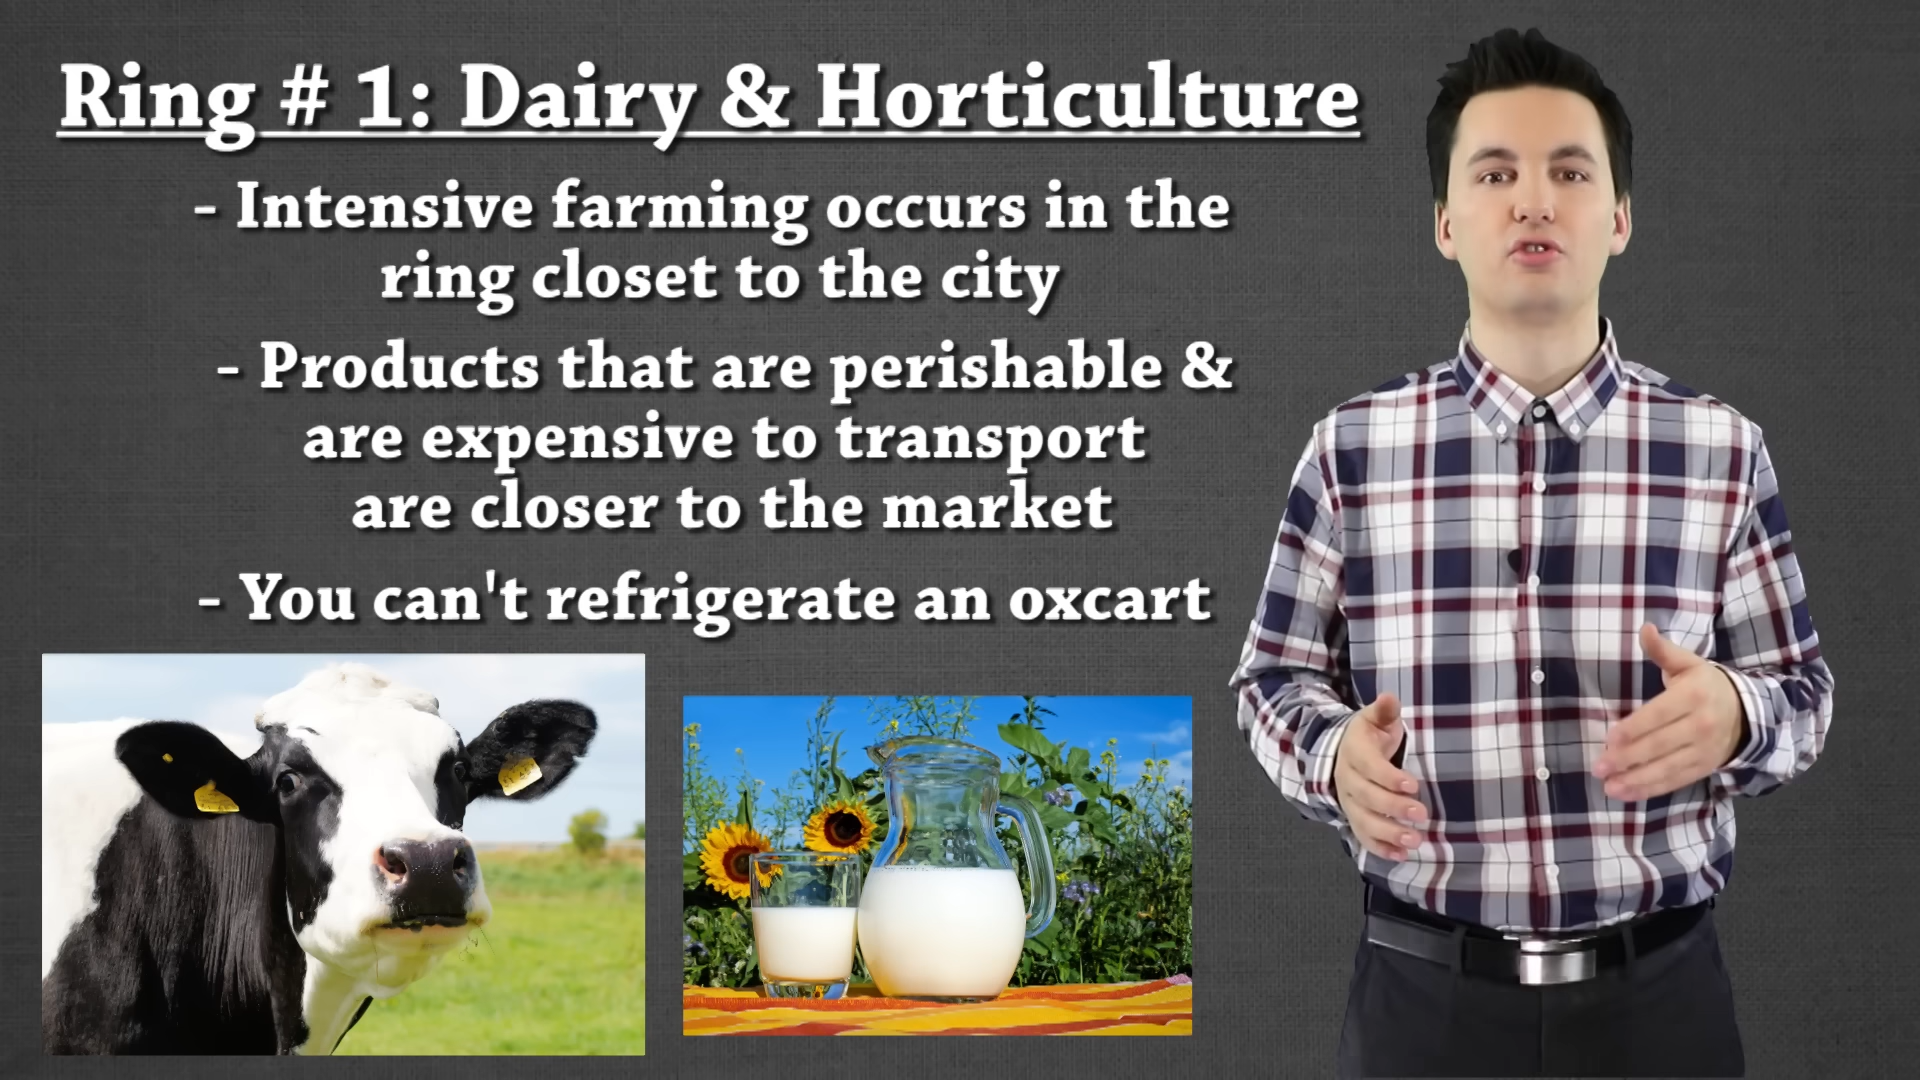 Ring # 1: Dairy & Horticulture
- Intensive farming occurs in the
ring closet to the city
- Products that are perishable &
are expensive to transport
are closer to the market
- You can't refrigerate an oxcart